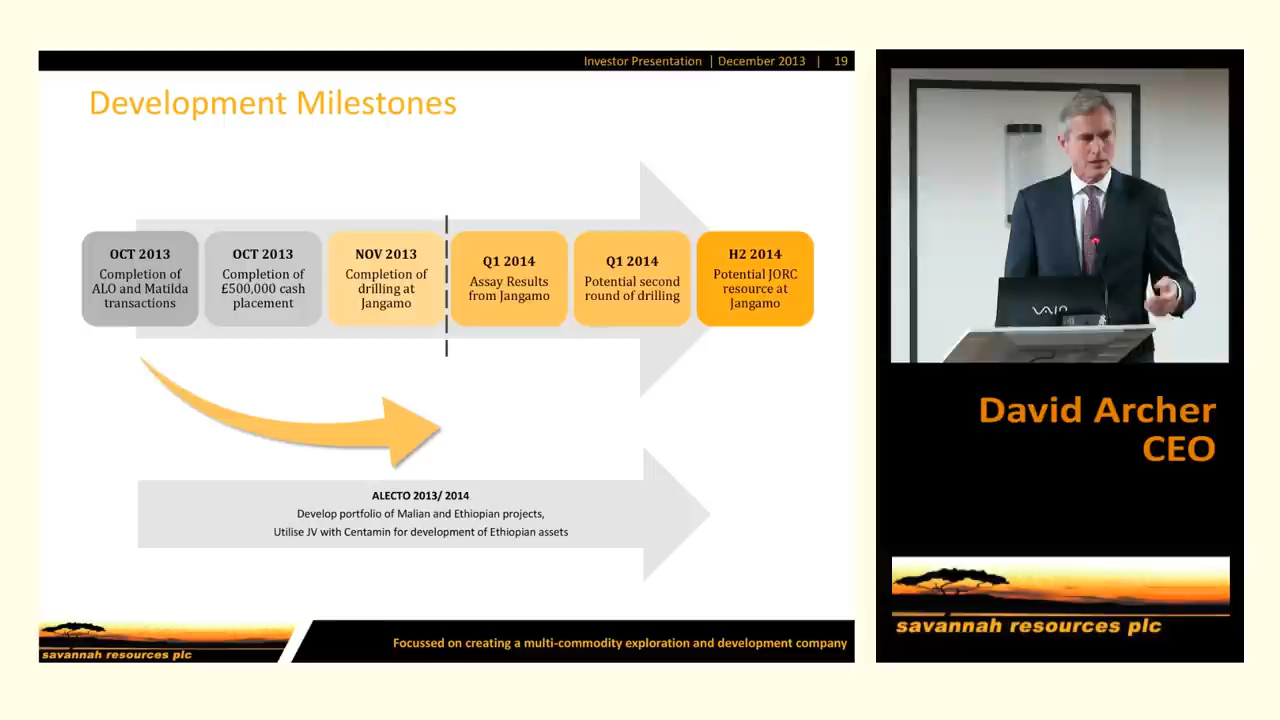 Investor Presentation | December 2013 | 19
Development Milestones
OCT 2013
Completion of
ALO and Matilda
transactions
OCT 2013
Completion of
£500,000 cash
placement
NOV 2013
Completion of
drilling at
Jangamo
Q1 2014
Assay Results
from Jangamo
Q1 2014
Potential second
round of drilling
H2 2014
Potential JORC
resource at
Jangamo
ALECTO 2013/ 2014
Develop portfolio of Malian and Ethiopian projects,
Utilise JV with Centamin for development of Ethiopian assets
savannah resources plc
Focussed on creating a multi-commodity exploration and development company
VAIO
David Archer
CEO
savannah resources plc